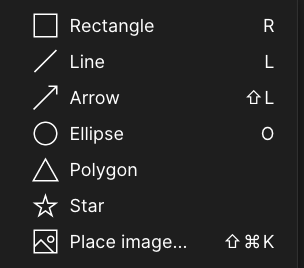 Rectangle R
Line L
Arrow ⇧L
Ellipse O
Polygon
Star
Place image... ⇧⌘K